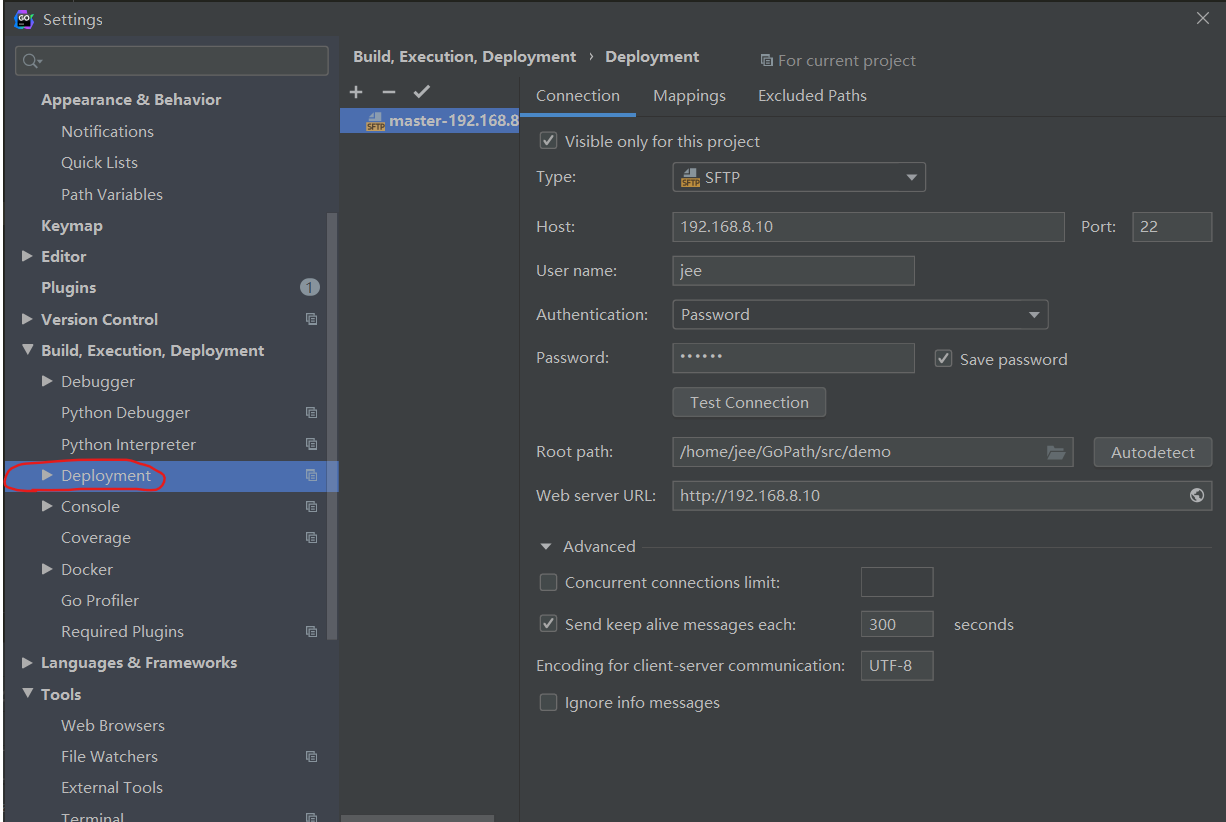 Settings
Appearance & Behavior
Notifications
Quick Lists
Path Variables
Keymap
Editor
Plugins 1
Version Control
Build, Execution, Deployment
Debugger
Python Debugger
Python Interpreter
Deployment
Console
Coverage
Docker
Go Profiler
Required Plugins
Languages & Frameworks
Tools
Web Browsers
File Watchers
External Tools
Terminal
Build, Execution, Deployment › Deployment For current project
master-192.168.8
Connection Mappings Excluded Paths
Visible only for this project
Type: SFTP
Host: 192.168.8.10 Port: 22
User name: jee
Authentication: Password
Password: •••••• Save password
Test Connection
Root path: /home/jee/GoPath/src/demo Autodetect
Web server URL: http://192.168.8.10
Advanced
Concurrent connections limit:
Send keep alive messages each: 300 seconds
Encoding for client-server communication: UTF-8
Ignore info messages